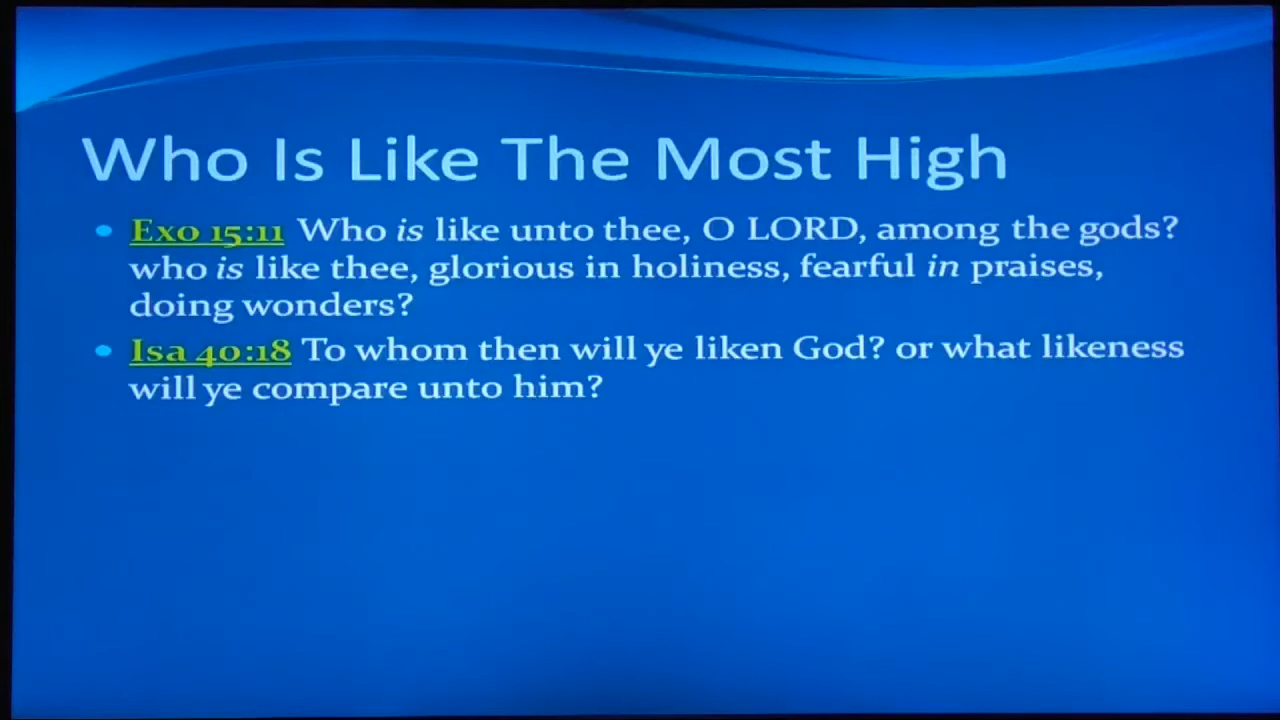 Who Is Like The Most High
Exo 15:11 Who is like unto thee, O LORD, among the gods?
who is like thee, glorious in holiness, fearful in praises,
doing wonders?
Isa 40:18 To whom then will ye liken God? or what likeness
will ye compare unto him?